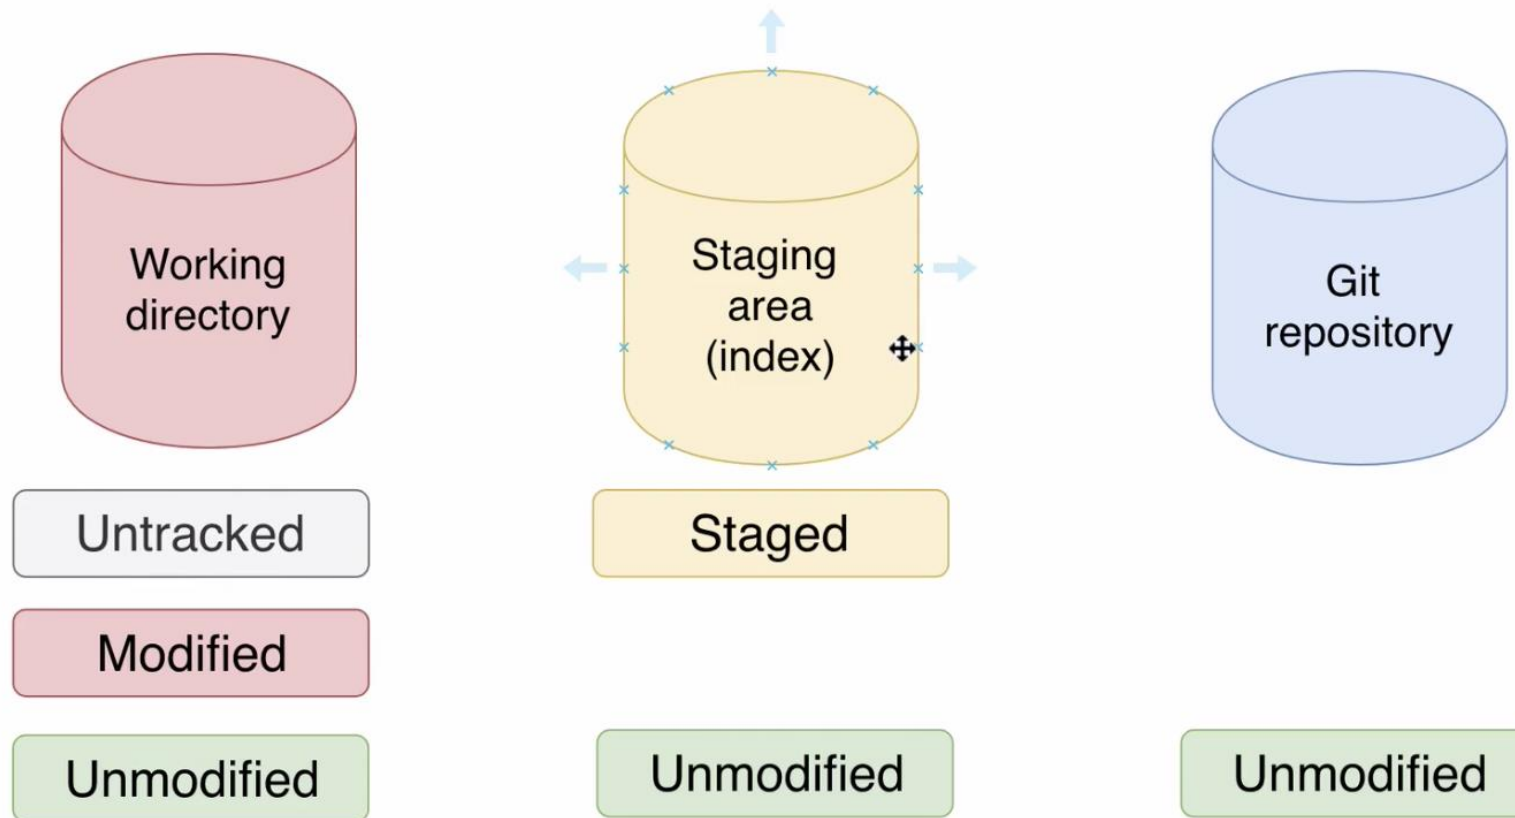 Working
directory
Staging
area
(index)
Git
repository
Untracked
Staged
Modified
Unmodified
Unmodified
Unmodified